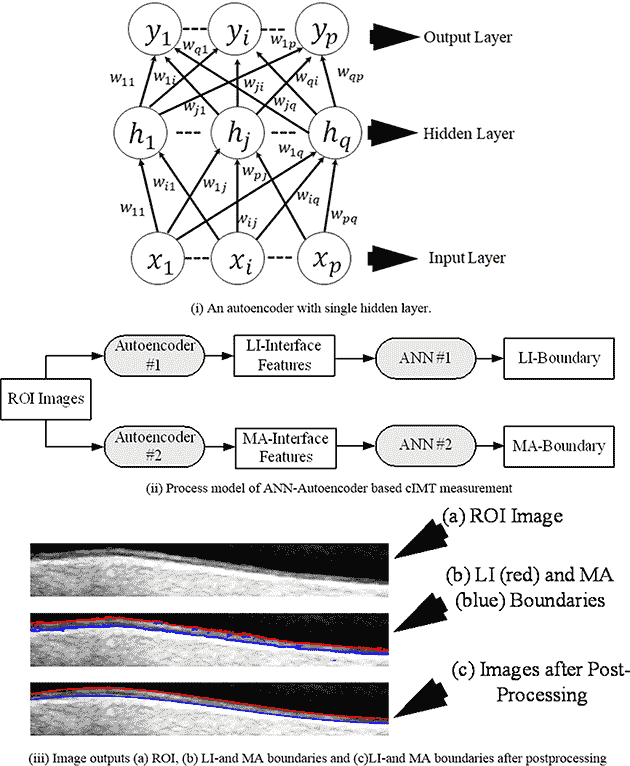 y1 yi yp
Output Layer
wq1 w1p
w11 w1i wj1 wji wjq wqi wqp
h1 hj hq
Hidden Layer
w1q
w11 wi1 w1j wpj wij wiq wpq
x1 xi xp
Input Layer
(i) An autoencoder with single hidden layer.
Autoencoder #1
LI-Interface Features
ANN #1
LI-Boundary
ROI Images
Autoencoder #2
MA-Interface Features
ANN #2
MA-Boundary
(ii) Process model of ANN-Autoencoder based cIMT measurement
(a) ROI Image
(b) LI (red) and MA
(blue) Boundaries
(c) Images after Post-
Processing
(iii) Image outputs (a) ROI, (b) LI-and MA boundaries and (c)LI-and MA boundaries after postprocessing